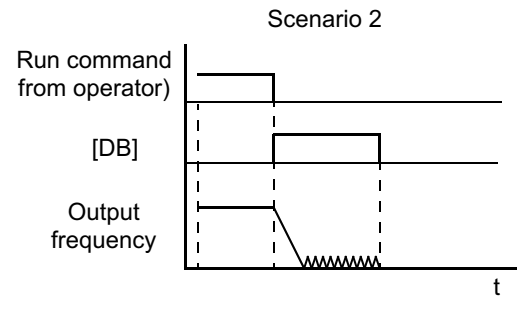 Scenario 2
Run command
from operator)
[DB]
Output
frequency
t